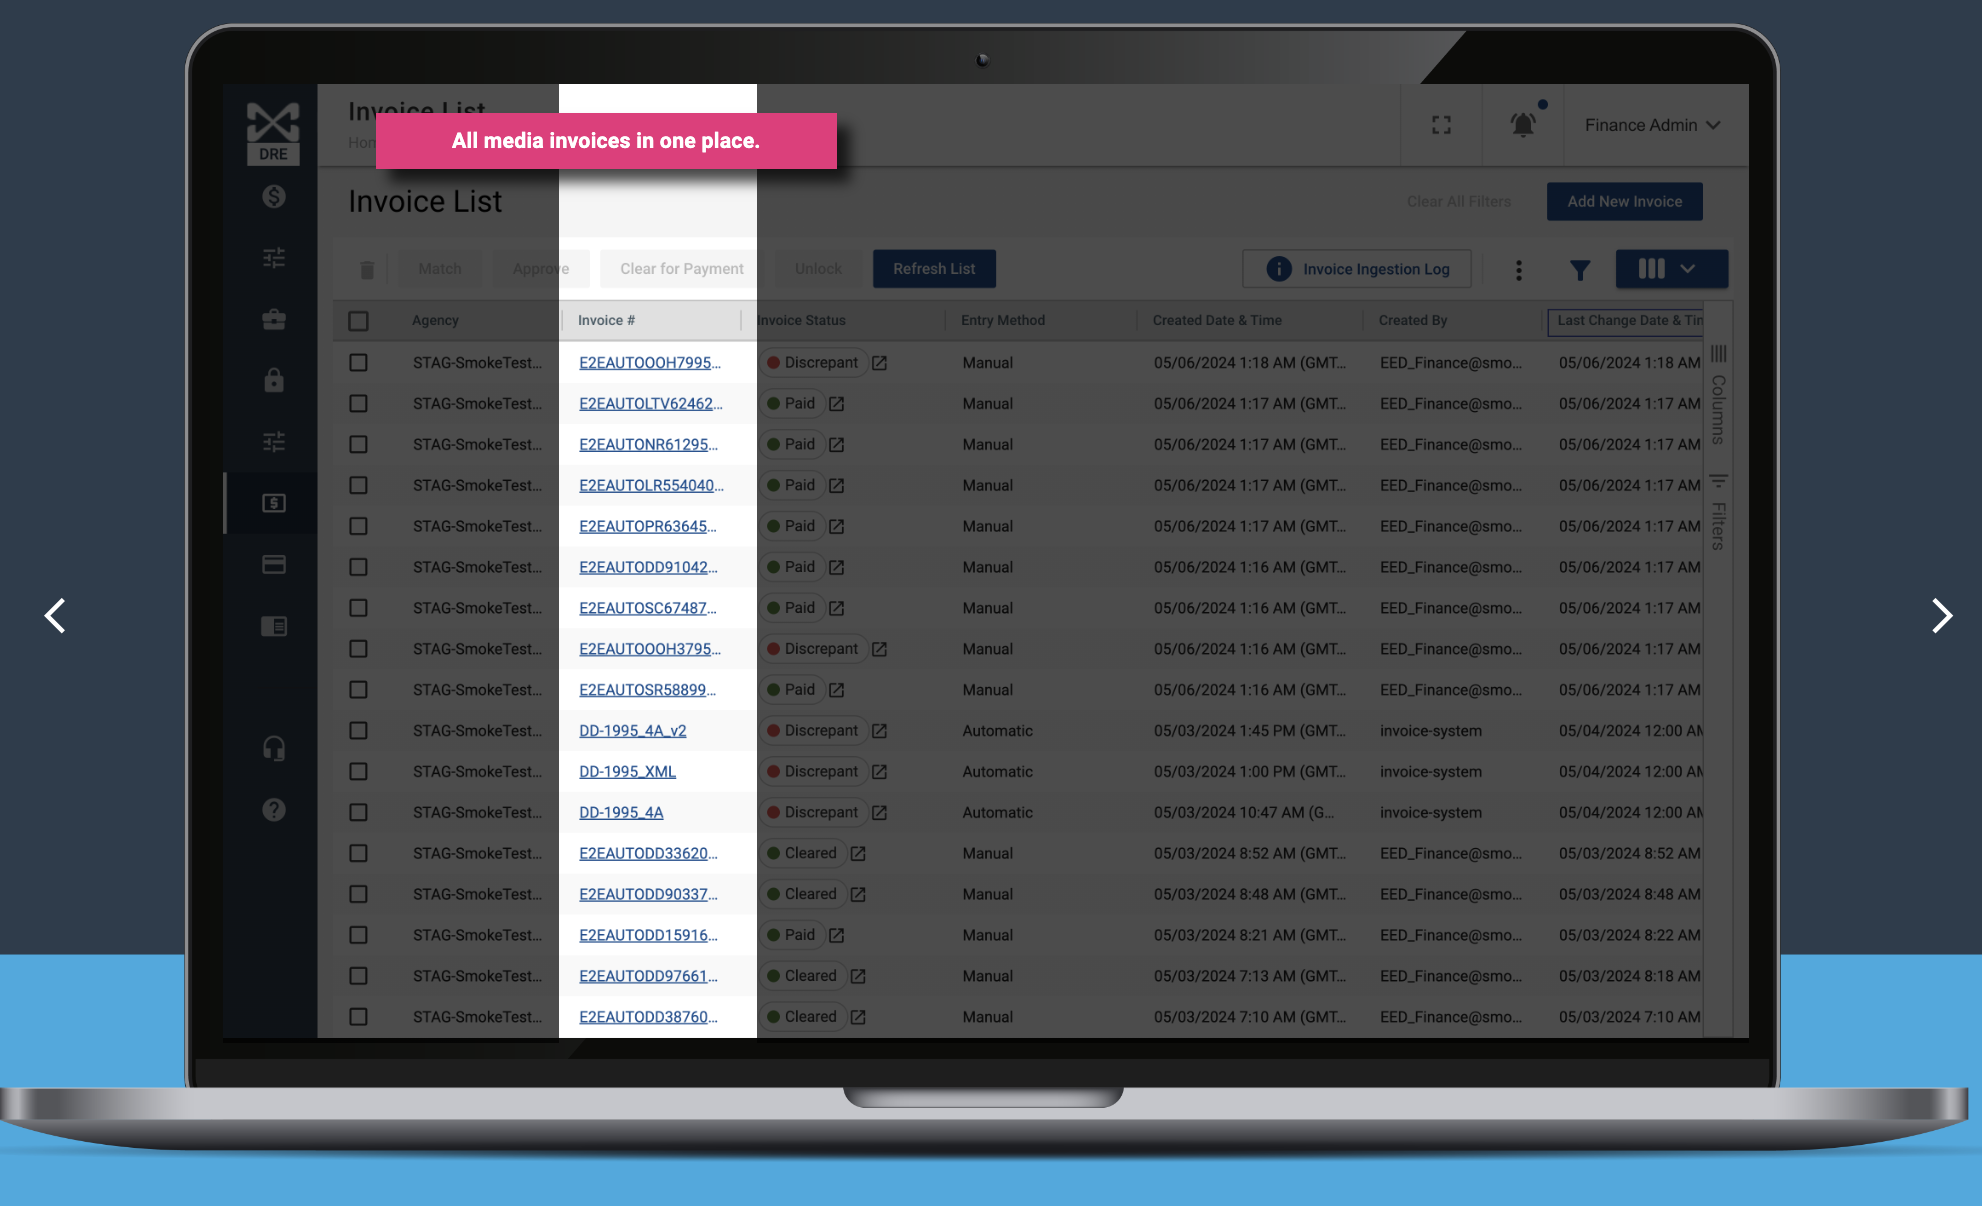 Invoice List
Hom
All media invoices in one place.
Finance Admin
DRE
Invoice List
Clear All Filters
Add New Invoice
Match Approve Clear for Payment Unlock Refresh List Invoice Ingestion Log
Agency Invoice # Invoice Status Entry Method Created Date & Time Created By Last Change Date & Tim
STAG-SmokeTest... E2EAUTOOOH7995... Discrepant Manual 05/06/2024 1:18 AM (GMT... EED_Finance@smo... 05/06/2024 1:18 AM
STAG-SmokeTest... E2EAUTOLTV62462... Paid Manual 05/06/2024 1:17 AM (GMT... EED_Finance@smo... 05/06/2024 1:17 AM
STAG-SmokeTest... E2EAUTONR61295... Paid Manual 05/06/2024 1:17 AM (GMT... EED_Finance@smo... 05/06/2024 1:17 AM
STAG-SmokeTest... E2EAUTOLR554040... Paid Manual 05/06/2024 1:17 AM (GMT... EED_Finance@smo... 05/06/2024 1:17 AM
STAG-SmokeTest... E2EAUTOPR63645... Paid Manual 05/06/2024 1:17 AM (GMT... EED_Finance@smo... 05/06/2024 1:17 AM
STAG-SmokeTest... E2EAUTODD91042... Paid Manual 05/06/2024 1:16 AM (GMT... EED_Finance@smo... 05/06/2024 1:17 AM
STAG-SmokeTest... E2EAUTOSC67487... Paid Manual 05/06/2024 1:16 AM (GMT... EED_Finance@smo... 05/06/2024 1:17 AM
STAG-SmokeTest... E2EAUTOOOH3795... Discrepant Manual 05/06/2024 1:17 AM (GMT... EED_Finance@smo... 05/06/2024 1:17 AM
STAG-SmokeTest... E2EAUTOSR58899... Paid Manual 05/06/2024 1:16 AM (GMT... EED_Finance@smo... 05/06/2024 1:17 AM
STAG-SmokeTest... DD-1995_4A_v2 Discrepant Automatic 05/03/2024 1:45 PM (GMT... invoice-system 05/04/2024 12:00 AM
STAG-SmokeTest... DD-1995_XML Discrepant Automatic 05/03/2024 1:00 PM (GMT... invoice-system 05/04/2024 12:00 AM
STAG-SmokeTest... DD-1995_4A Discrepant Automatic 05/03/2024 10:47 AM (G... invoice-system 05/04/2024 12:00 AM
STAG-SmokeTest... E2EAUTODD33620... Cleared Manual 05/03/2024 8:52 AM (GMT... EED_Finance@smo... 05/03/2024 8:52 AM
STAG-SmokeTest... E2EAUTODD90337... Cleared Manual 05/03/2024 8:48 AM (GMT... EED_Finance@smo... 05/03/2024 8:48 AM
STAG-SmokeTest... E2EAUTODD15916... Paid Manual 05/03/2024 8:21 AM (GMT... EED_Finance@smo... 05/03/2024 8:22 AM
STAG-SmokeTest... E2EAUTODD97661... Cleared Manual 05/03/2024 7:13 AM (GMT... EED_Finance@smo... 05/03/2024 8:18 AM
STAG-SmokeTest... E2EAUTODD38760... Cleared Manual 05/03/2024 7:10 AM (GMT... EED_Finance@smo... 05/03/2024 7:10 AM
Columns
Filters